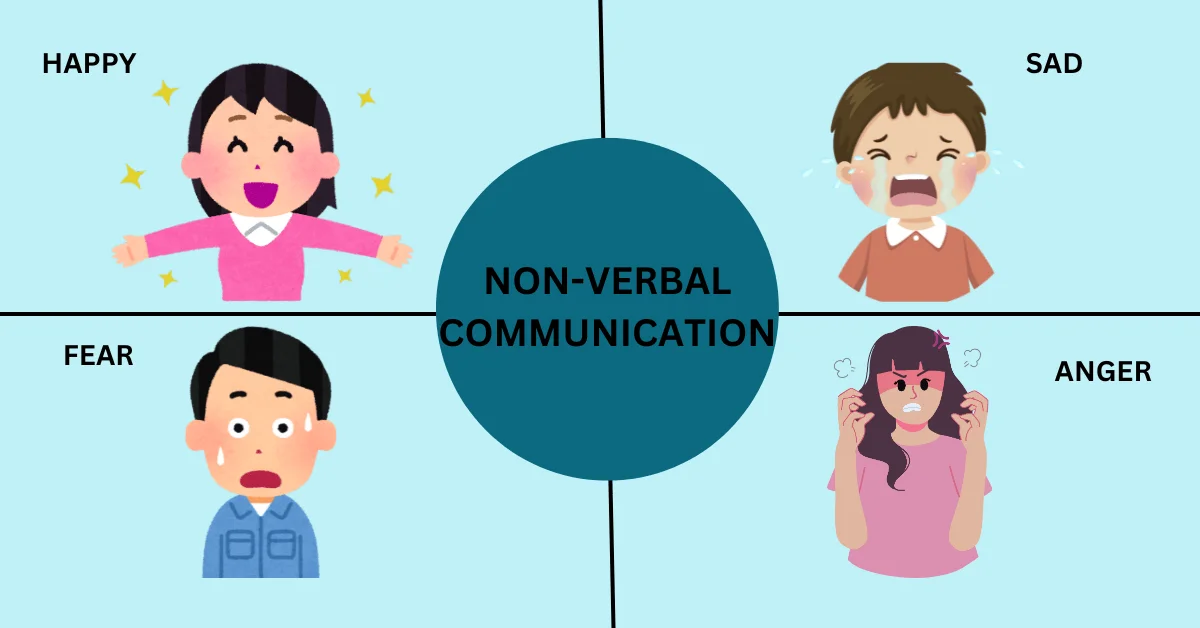 HAPPY
SAD
NON-VERBAL
COMMUNICATION
FEAR
ANGER